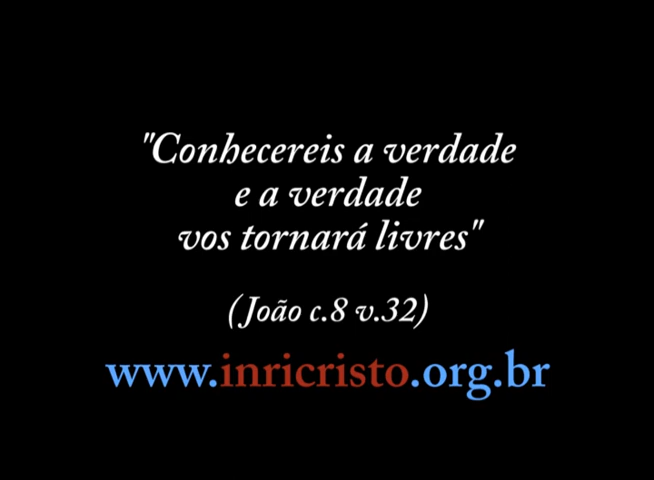 "Conhecereis a verdade
e a verdade
vos tornará livres"
(João c.8 v.32)
www.inricristo.org.br